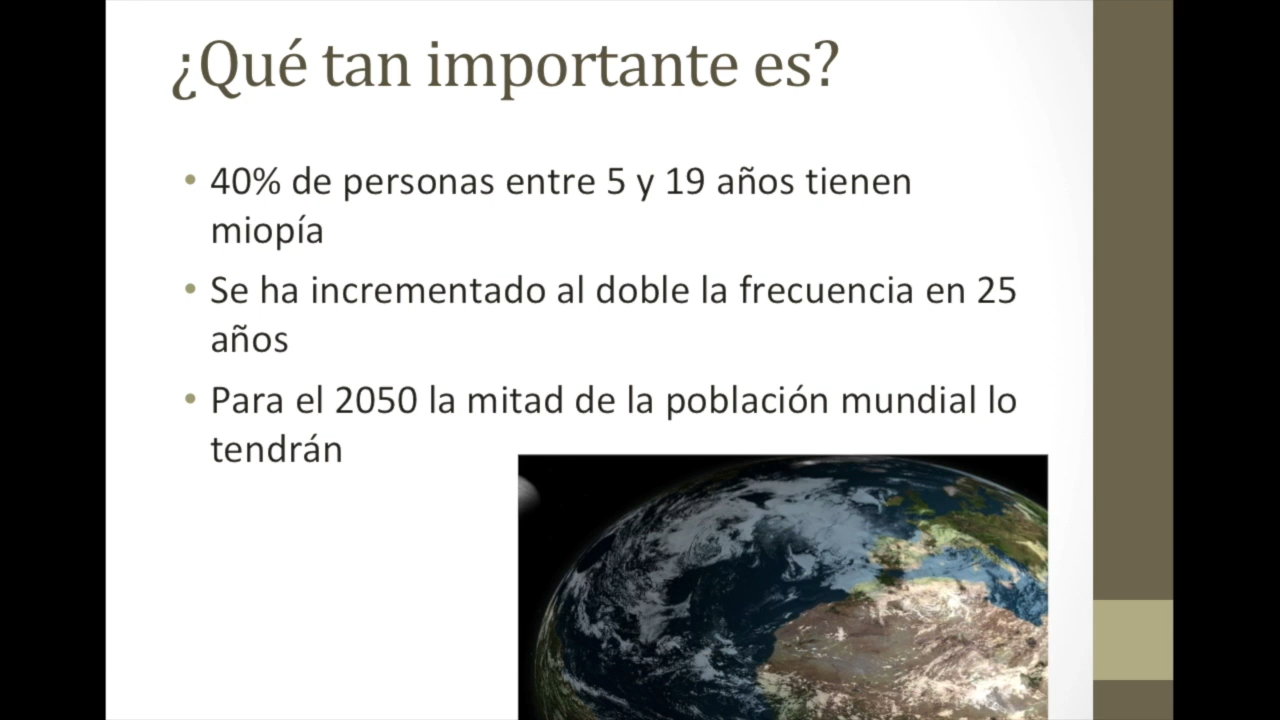 ¿Qué tan importante es?
• 40% de personas entre 5 y 19 años tienen
miopía
• Se ha incrementado al doble la frecuencia en 25
años
• Para el 2050 la mitad de la población mundial lo
tendrán